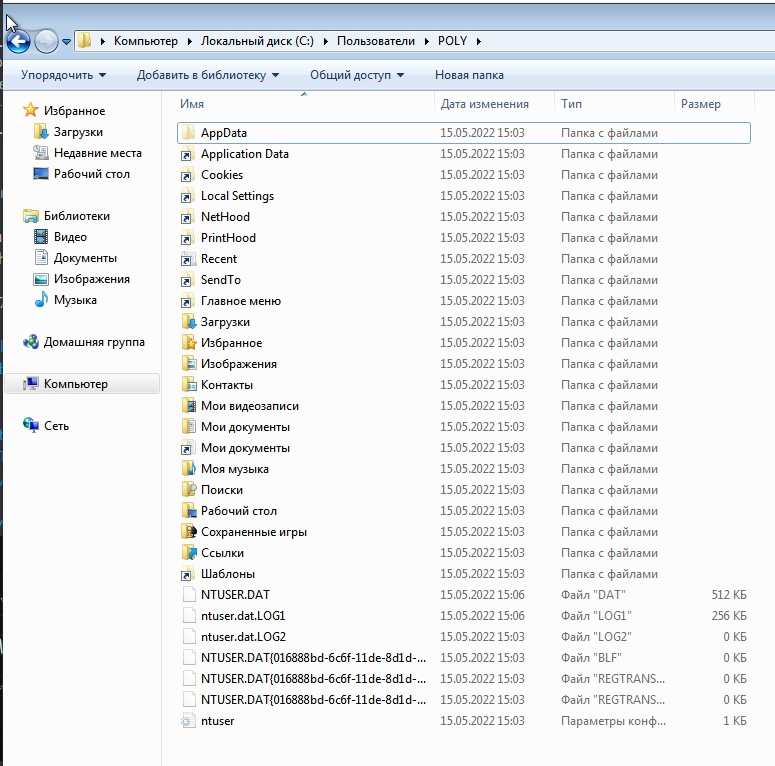 Компьютер Локальный диск (C:) Пользователи POLY
Упорядочить Добавить в библиотеку Общий доступ Новая папка
Имя Дата изменения Тип Размер
Избранное
Загрузки
Недавние места
Рабочий стол
Библиотеки
Видео
Документы
Изображения
Музыка
Домашняя группа
Компьютер
Сеть
AppData 15.05.2022 15:03 Папка с файлами
Application Data 15.05.2022 15:03 Папка с файлами
Cookies 15.05.2022 15:03 Папка с файлами
Local Settings 15.05.2022 15:03 Папка с файлами
NetHood 15.05.2022 15:03 Папка с файлами
PrintHood 15.05.2022 15:03 Папка с файлами
Recent 15.05.2022 15:03 Папка с файлами
SendTo 15.05.2022 15:03 Папка с файлами
Главное меню 15.05.2022 15:03 Папка с файлами
Загрузки 15.05.2022 15:03 Папка с файлами
Избранное 15.05.2022 15:03 Папка с файлами
Изображения 15.05.2022 15:03 Папка с файлами
Контакты 15.05.2022 15:03 Папка с файлами
Мои видеозаписи 15.05.2022 15:03 Папка с файлами
Мои документы 15.05.2022 15:03 Папка с файлами
Мои документы 15.05.2022 15:03 Папка с файлами
Моя музыка 15.05.2022 15:03 Папка с файлами
Поиски 15.05.2022 15:03 Папка с файлами
Рабочий стол 15.05.2022 15:03 Папка с файлами
Сохраненные игры 15.05.2022 15:03 Папка с файлами
Ссылки 15.05.2022 15:03 Папка с файлами
Шаблоны 15.05.2022 15:03 Папка с файлами
NTUSER.DAT 15.05.2022 15:06 Файл "DAT" 512 КБ
ntuser.dat.LOG1 15.05.2022 15:06 Файл "LOG1" 256 КБ
ntuser.dat.LOG2 15.05.2022 15:03 Файл "LOG2" 0 КБ
NTUSER.DAT{016888bd-6c6f-11de-8d1d-... 15.05.2022 15:03 Файл "BLF" 0 КБ
NTUSER.DAT{016888bd-6c6f-11de-8d1d-... 15.05.2022 15:03 Файл "REGTRANS... 0 КБ
NTUSER.DAT{016888bd-6c6f-11de-8d1d-... 15.05.2022 15:03 Файл "REGTRANS... 0 КБ
ntuser 15.05.2022 15:03 Параметры конф... 1 КБ